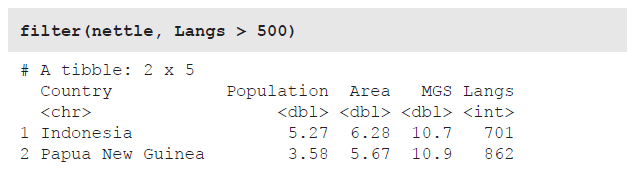 filter(nettle, Langs > 500)
# A tibble: 2 x 5
Country Population Area MGS Langs
<chr> <dbl> <dbl> <dbl> <int>
1 Indonesia 5.27 6.28 10.7 701
2 Papua New Guinea 3.58 5.67 10.9 862